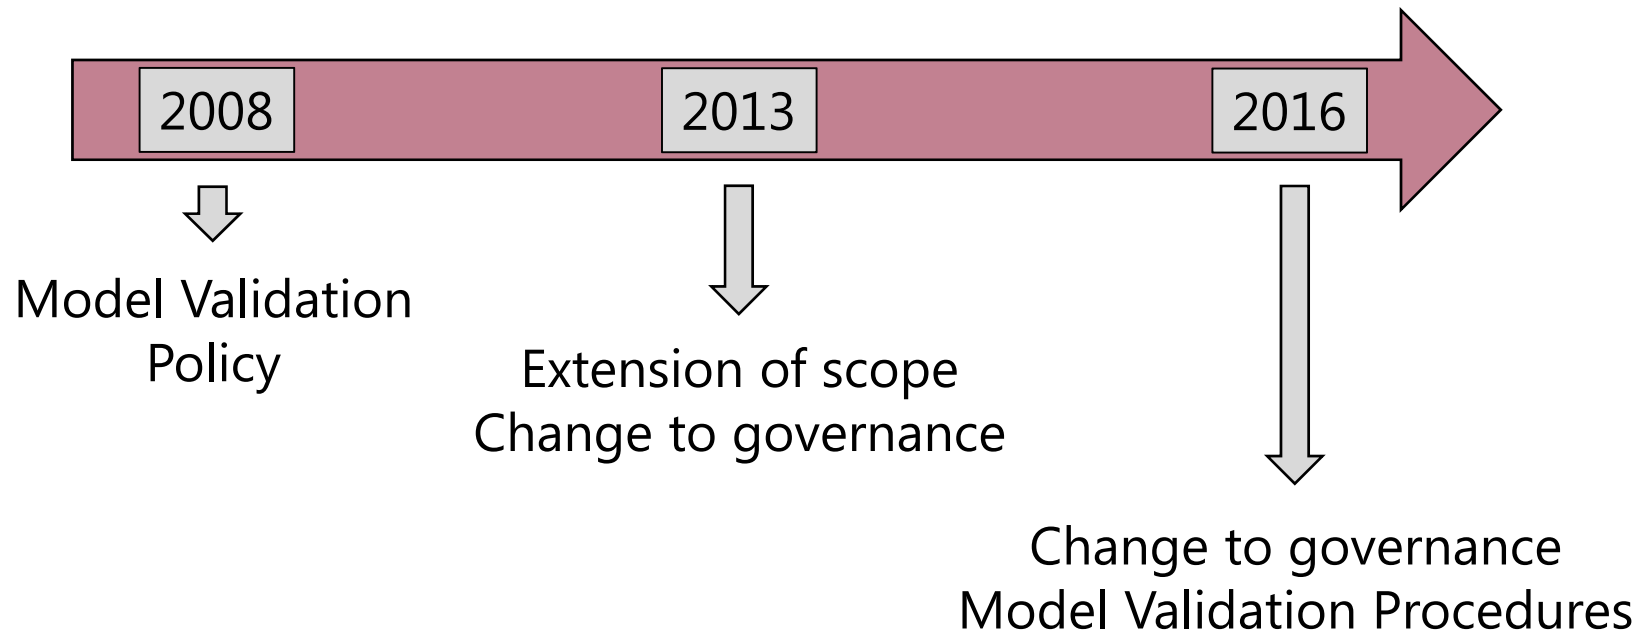 2008
2013
2016
Model Validation
Policy
Extension of scope
Change to governance
Change to governance
Model Validation Procedures